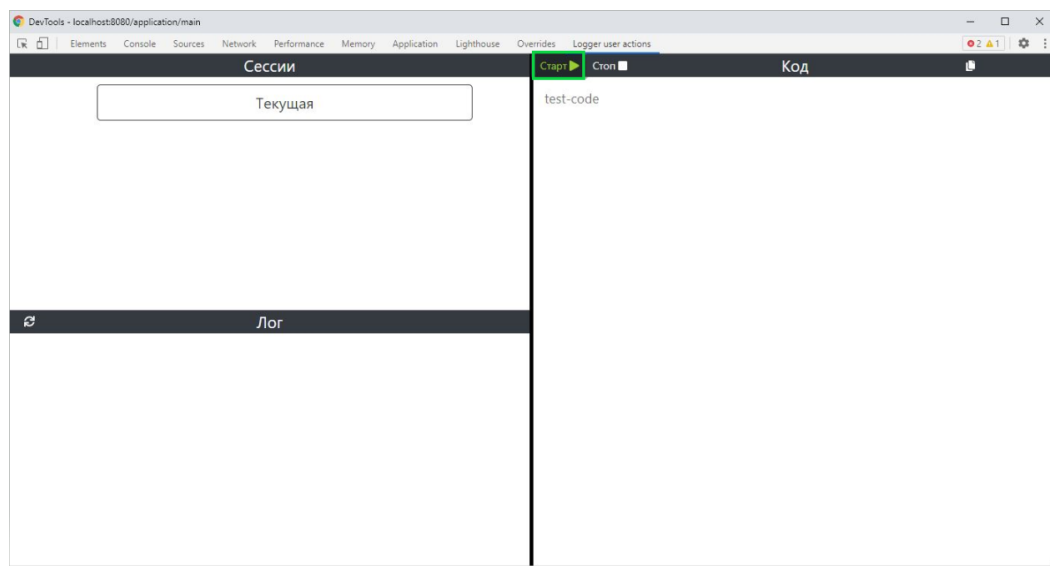 DevTools - localhost:8080/application/main
Elements Console Sources Network Performance Memory Application Lighthouse Overrides Logger user actions 2 1
Сессии
Текущая
Лог
Старт Стоп Код
test-code